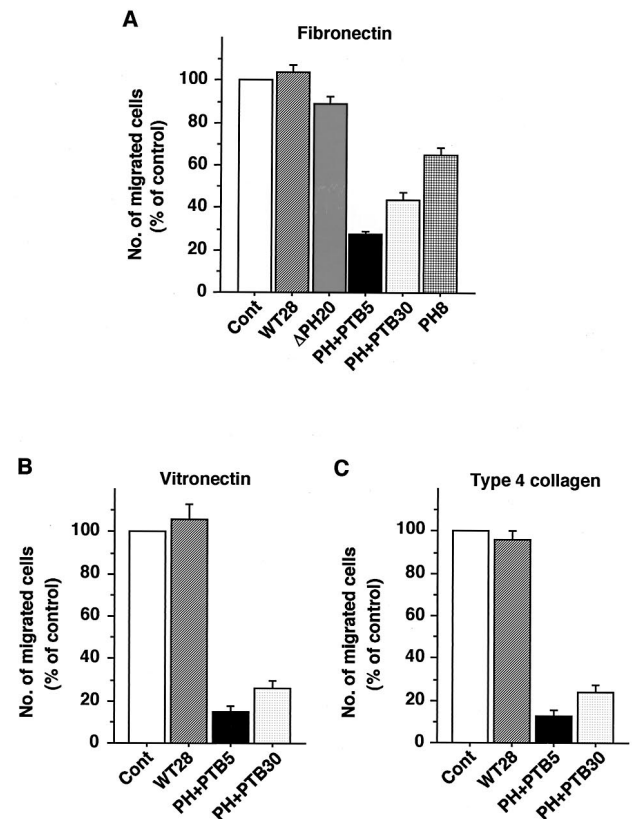 A
Fibronectin
No. of migrated cells
(% of control)
100
80
60
40
20
0
Cont
WT28
ΔPH20
PH+PTB5
PH+PTB30
PH8
B
Vitronectin
No. of migrated cells
(% of control)
100
80
60
40
20
0
Cont
WT28
PH+PTB5
PH+PTB30
C
Type 4 collagen
No. of migrated cells
(% of control)
100
80
60
40
20
0
Cont
WT28
PH+PTB5
PH+PTB30